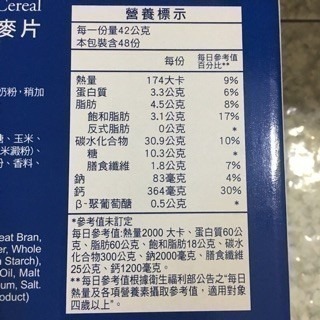 Cereal
麥片
奶粉,稍加
、玉米、
米澱粉)、
粉、香料、
eat Bran,
er, Whole
n Starch),
Oil, Malt
um, Salt.
oduct)
營養標示
每一份量42公克
本包裝含48份
每份 每日參考值百分比**
熱量 174大卡 9%
蛋白質 3.3公克 6%
脂肪 4.5公克 8%
飽和脂肪 3.1公克 17%
反式脂肪 0公克 *
碳水化合物 30.9公克 10%
糖 10.3公克 *
膳食纖維 1.8公克 7%
鈉 83毫克 4%
鈣 364毫克 30%
β-聚葡萄醣 0.5公克 *
*參考值未訂定
每日參考值:熱量2000 大卡、蛋白質60公
克、脂肪60公克、飽和脂肪18公克、碳水
化合物300公克、鈉2000毫克、膳食纖維
25公克、鈣1200毫克。
**每日參考值根據衛生福利部公告之“每日
熱量及各項營養素攝取參考值,適用對象
四歲以上”。